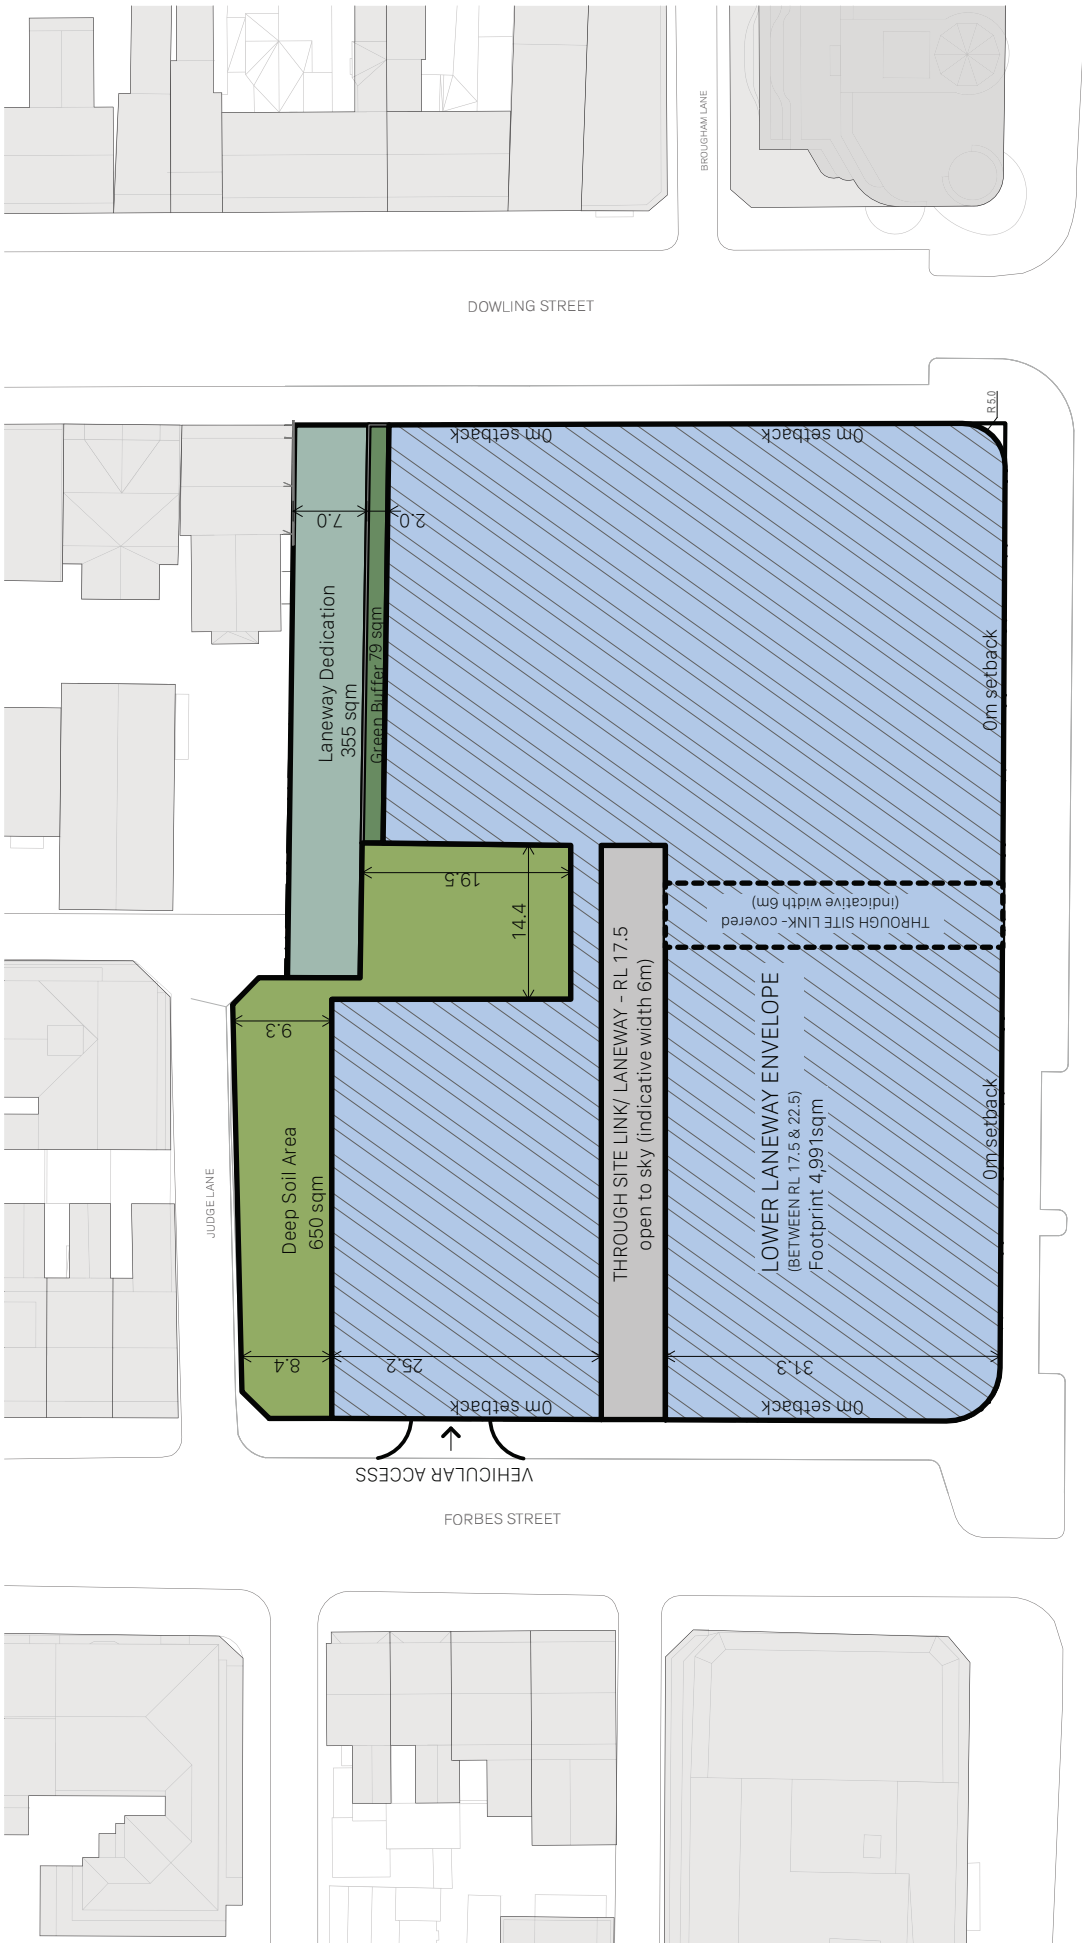 BROUGHAM LANE
DOWLING STREET
R 5.0
0m setback
0m setback
7.0
2.0
Laneway Dedication
355 sqm
Green Buffer 79 sqm
0m setback
19.5
14.4
THROUGH SITE LINK- covered
(indicative width 6m)
THROUGH SITE LINK/ LANEWAY - RL 17.5
open to sky (indicative width 6m)
9.3
LOWER LANEWAY ENVELOPE
(BETWEEN RL 17.5 & 22.5)
Footprint 4,991sqm
0m setback
Deep Soil Area
650 sqm
JUDGE LANE
8.4
25.2
31.3
0m setback
0m setback
VEHICULAR ACCESS
FORBES STREET